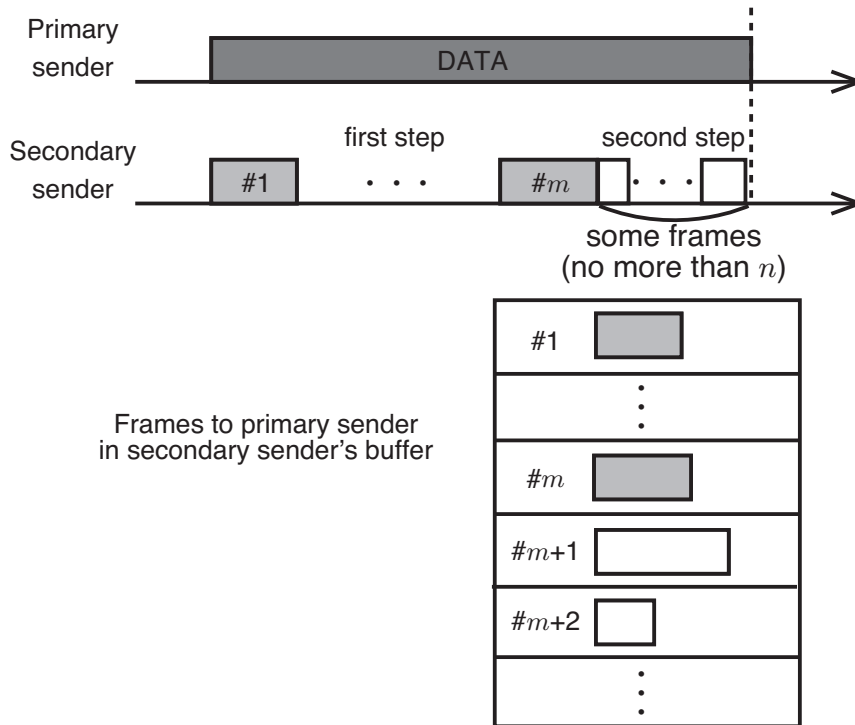 Primary
sender
DATA
Secondary
sender
first step
second step
#1
. . .
#m
. . .
some frames
(no more than n)
Frames to primary sender
in secondary sender's buffer
#1
#m
#m+1
#m+2